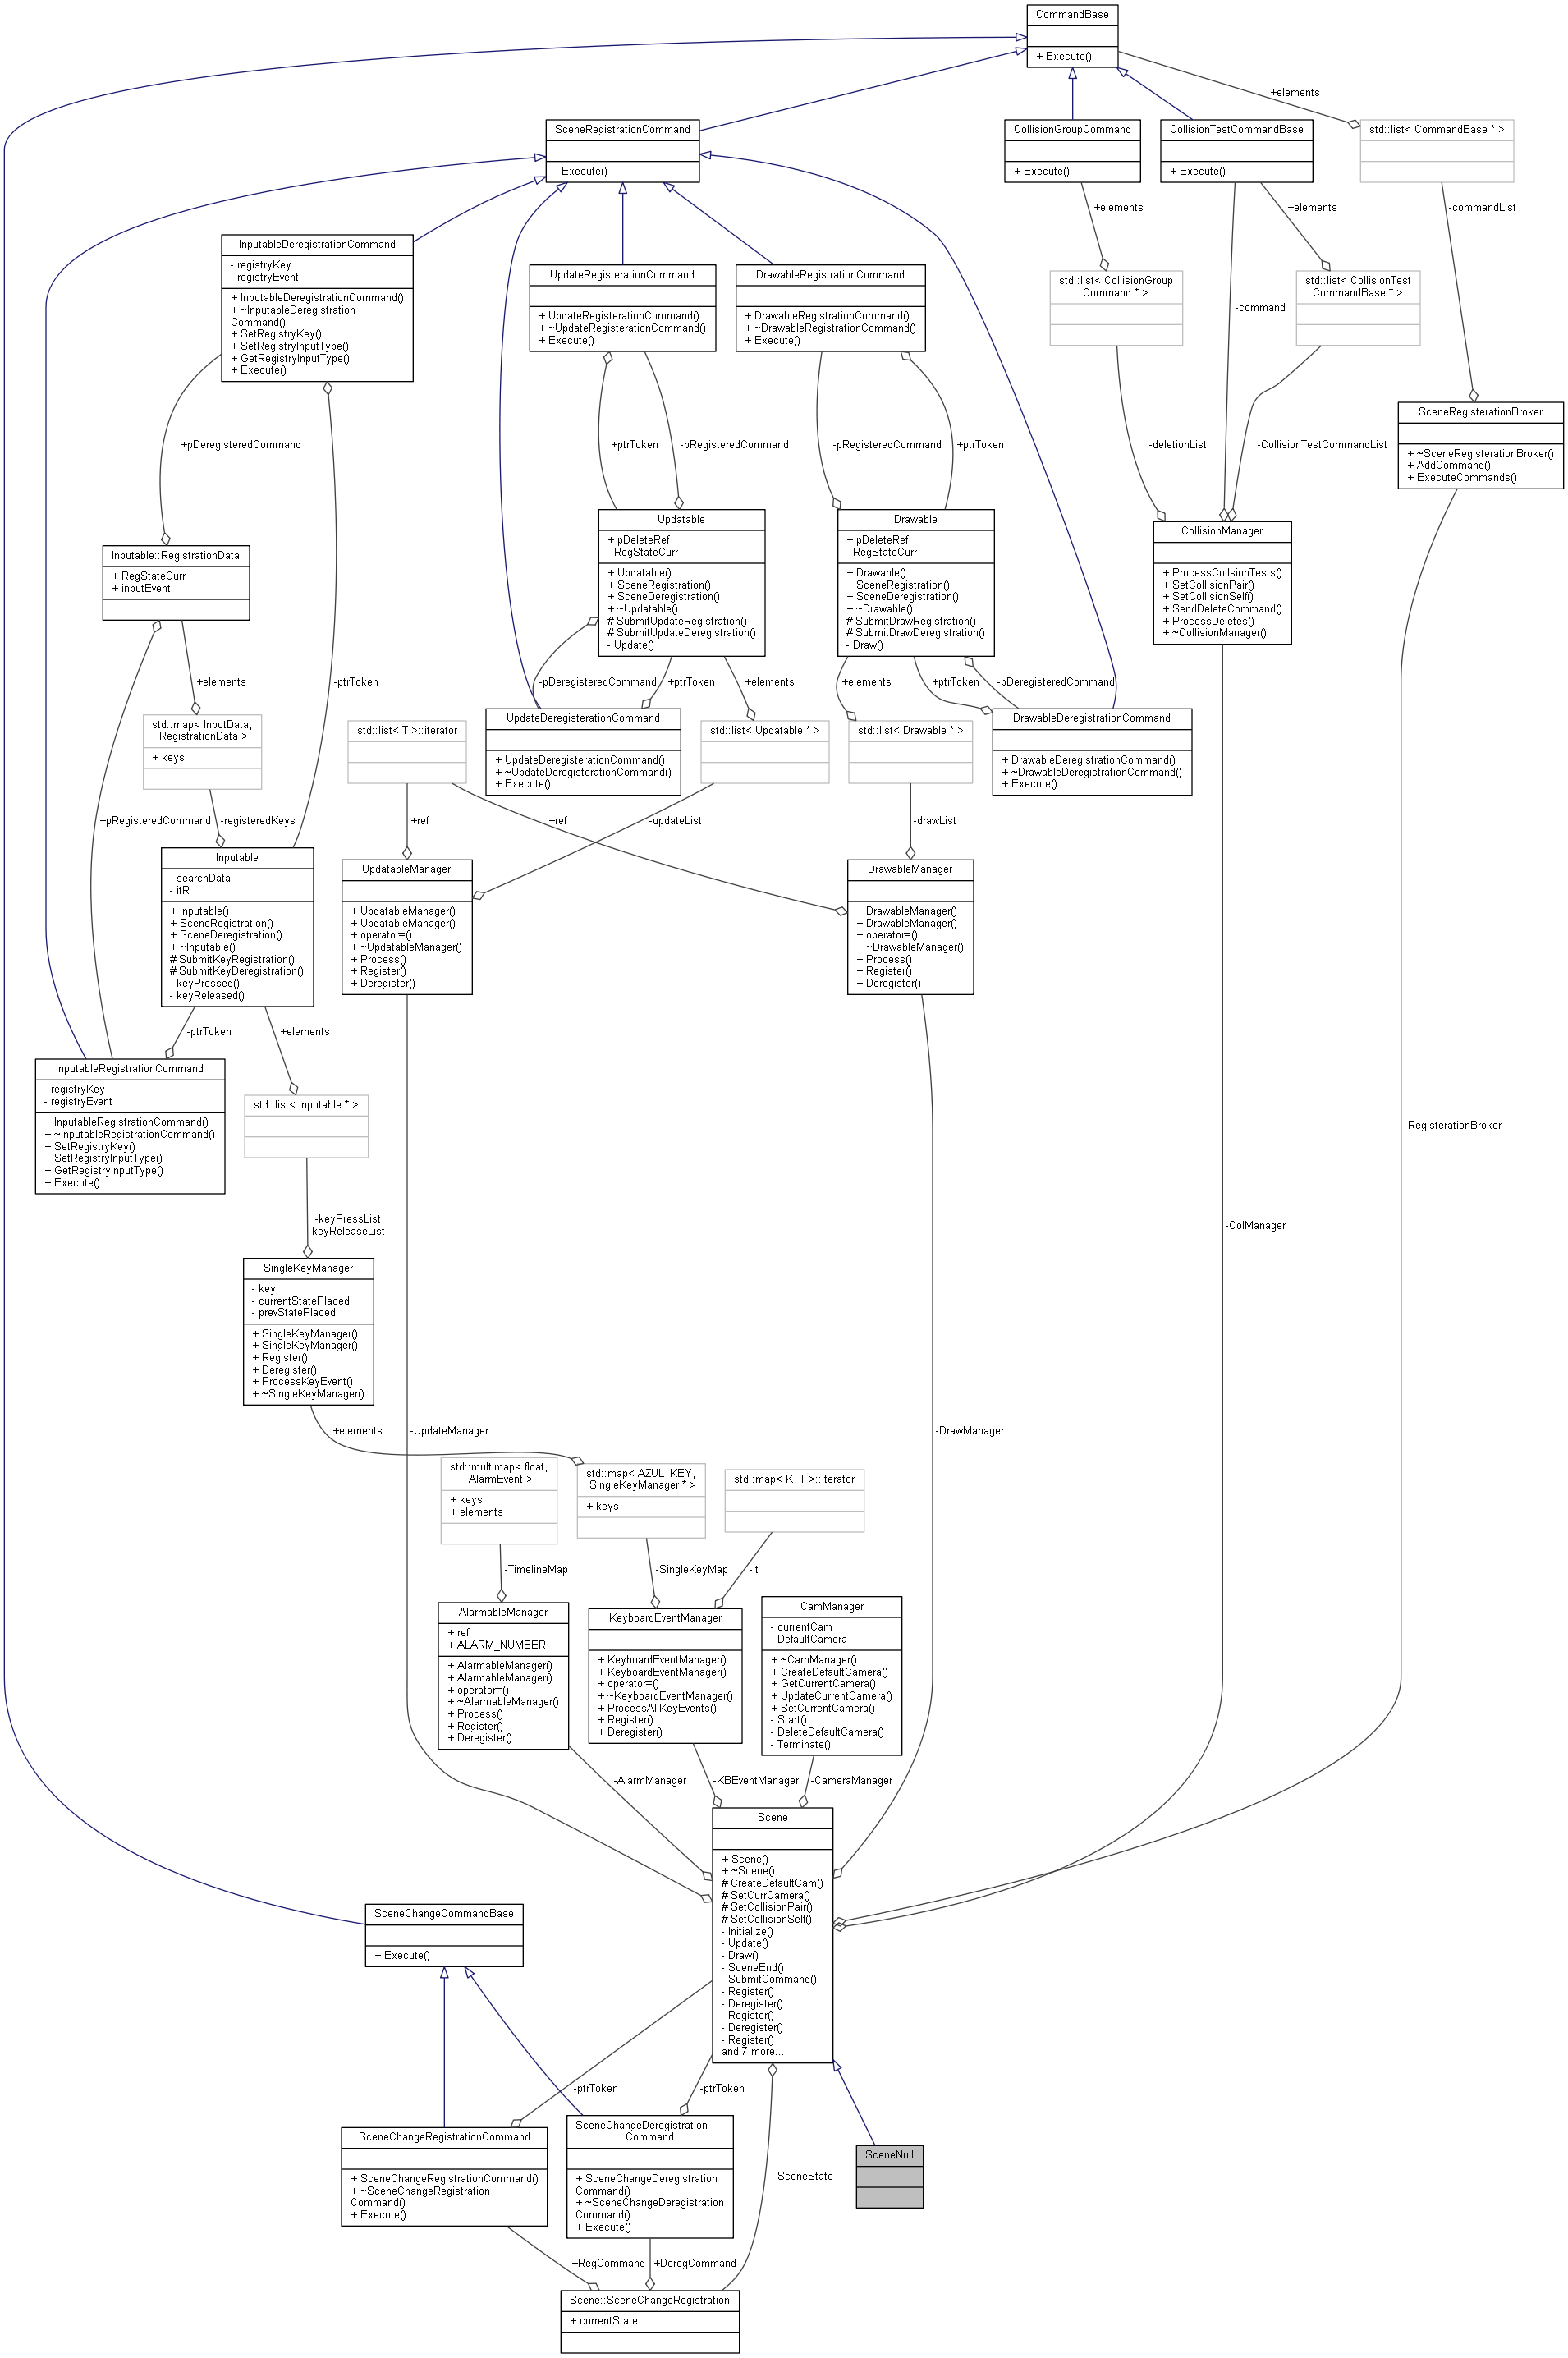 CommandBase
+ Execute()
+elements
SceneRegistrationCommand
- Execute()
CollisionGroupCommand
+ Execute()
CollisionTestCommandBase
+ Execute()
std::list< CommandBase * >
+elements
+elements
-commandList
InputableDeregistrationCommand
- registryKey
- registryEvent
+ InputableDeregistrationCommand()
+ ~InputableDeregistration
Command()
+ SetRegistryKey()
+ SetRegistryInputType()
+ GetRegistryInputType()
+ Execute()
UpdateRegisterationCommand
+ UpdateRegisterationCommand()
+ ~UpdateRegisterationCommand()
+ Execute()
DrawableRegistrationCommand
+ DrawableRegistrationCommand()
+ ~DrawableRegistrationCommand()
+ Execute()
std::list< CollisionGroup
Command * >
-command
std::list< CollisionTest
CommandBase * >
SceneRegisterationBroker
+ ~SceneRegisterationBroker()
+ AddCommand()
+ ExecuteCommands()
+pDeregisteredCommand
+ptrToken
-pRegisteredCommand
-pRegisteredCommand
+ptrToken
-deletionList
-CollisionTestCommandList
Inputable::RegistrationData
+ RegStateCurr
+ inputEvent
Updatable
+ pDeleteRef
- RegStateCurr
+ Updatable()
+ SceneRegistration()
+ SceneDeregistration()
+ ~Updatable()
# SubmitUpdateRegistration()
# SubmitUpdateDeregistration()
- Update()
Drawable
+ pDeleteRef
- RegStateCurr
+ Drawable()
+ SceneRegistration()
+ SceneDeregistration()
+ ~Drawable()
# SubmitDrawRegistration()
# SubmitDrawDeregistration()
- Draw()
CollisionManager
+ ProcessCollsionTests()
+ SetCollisionPair()
+ SetCollisionSelf()
+ SendDeleteCommand()
+ ProcessDeletes()
+ ~CollisionManager()
+elements
-ptrToken
-pDeregisteredCommand
+ptrToken
+elements
+elements
+ptrToken
-pDeregisteredCommand
std::map< InputData,
RegistrationData >
+ keys
std::list< T >::iterator
UpdateDeregisterationCommand
+ UpdateDeregisterationCommand()
+ ~UpdateDeregisterationCommand()
+ Execute()
std::list< Updatable * >
std::list< Drawable * >
DrawableDeregistrationCommand
+ DrawableDeregistrationCommand()
+ ~DrawableDeregistrationCommand()
+ Execute()
+pRegisteredCommand
-registeredKeys
+ref
+ref
-updateList
-drawList
Inputable
- searchData
- itR
+ Inputable()
+ SceneRegistration()
+ SceneDeregistration()
+ ~Inputable()
# SubmitKeyRegistration()
# SubmitKeyDeregistration()
- keyPressed()
- keyReleased()
UpdatableManager
+ UpdatableManager()
+ UpdatableManager()
+ operator=()
+ ~UpdatableManager()
+ Process()
+ Register()
+ Deregister()
DrawableManager
+ DrawableManager()
+ DrawableManager()
+ operator=()
+ ~DrawableManager()
+ Process()
+ Register()
+ Deregister()
-ptrToken
+elements
InputableRegistrationCommand
- registryKey
- registryEvent
+ InputableRegistrationCommand()
+ ~InputableRegistrationCommand()
+ SetRegistryKey()
+ SetRegistryInputType()
+ GetRegistryInputType()
+ Execute()
std::list< Inputable * >
-RegisterationBroker
-keyPressList
-keyReleaseList
-ColManager
SingleKeyManager
- key
- currentStatePlaced
- prevStatePlaced
+ SingleKeyManager()
+ SingleKeyManager()
+ Register()
+ Deregister()
+ ProcessKeyEvent()
+ ~SingleKeyManager()
+elements
-UpdateManager
-DrawManager
std::multimap< float,
AlarmEvent >
+ keys
+ elements
std::map< AZUL_KEY,
SingleKeyManager * >
+ keys
std::map< K, T >::iterator
-TimelineMap
-SingleKeyMap
-it
AlarmableManager
+ ref
+ ALARM_NUMBER
+ AlarmableManager()
+ AlarmableManager()
+ operator=()
+ ~AlarmableManager()
+ Process()
+ Register()
+ Deregister()
KeyboardEventManager
+ KeyboardEventManager()
+ KeyboardEventManager()
+ operator=()
+ ~KeyboardEventManager()
+ ProcessAllKeyEvents()
+ Register()
+ Deregister()
CamManager
- currentCam
- DefaultCamera
+ ~CamManager()
+ CreateDefaultCamera()
+ GetCurrentCamera()
+ UpdateCurrentCamera()
+ SetCurrentCamera()
- Start()
- DeleteDefaultCamera()
- Terminate()
-AlarmManager
-KBEventManager
-CameraManager
Scene
+ Scene()
+ ~Scene()
# CreateDefaultCam()
# SetCurrCamera()
# SetCollisionPair()
# SetCollisionSelf()
- Initialize()
- Update()
- Draw()
- SceneEnd()
- SubmitCommand()
- Register()
- Deregister()
- Register()
- Deregister()
- Register()
and 7 more...
SceneChangeCommandBase
+ Execute()
-ptrToken
-ptrToken
SceneChangeRegistrationCommand
+ SceneChangeRegistrationCommand()
+ ~SceneChangeRegistration
Command()
+ Execute()
SceneChangeDeregistration
Command
+ SceneChangeDeregistration
Command()
+ ~SceneChangeDeregistration
Command()
+ Execute()
-SceneState
SceneNull
+RegCommand
+DeregCommand
Scene::SceneChangeRegistration
+ currentState